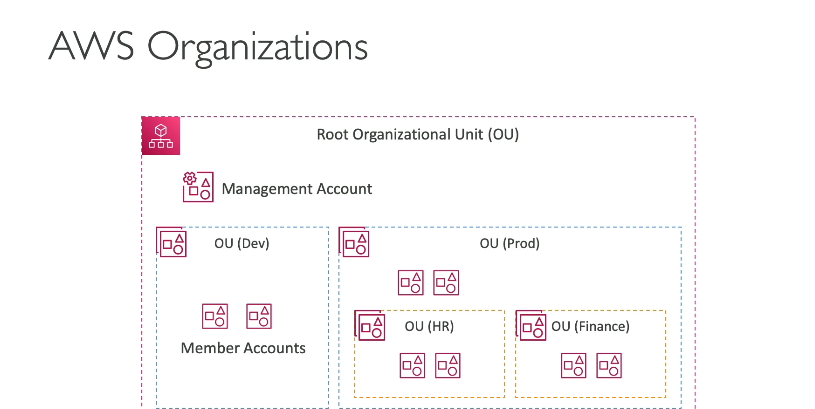 AWS Organizations
Root Organizational Unit (OU)
Management Account
OU (Dev)
OU (Prod)
Member Accounts
OU (HR)
OU (Finance)